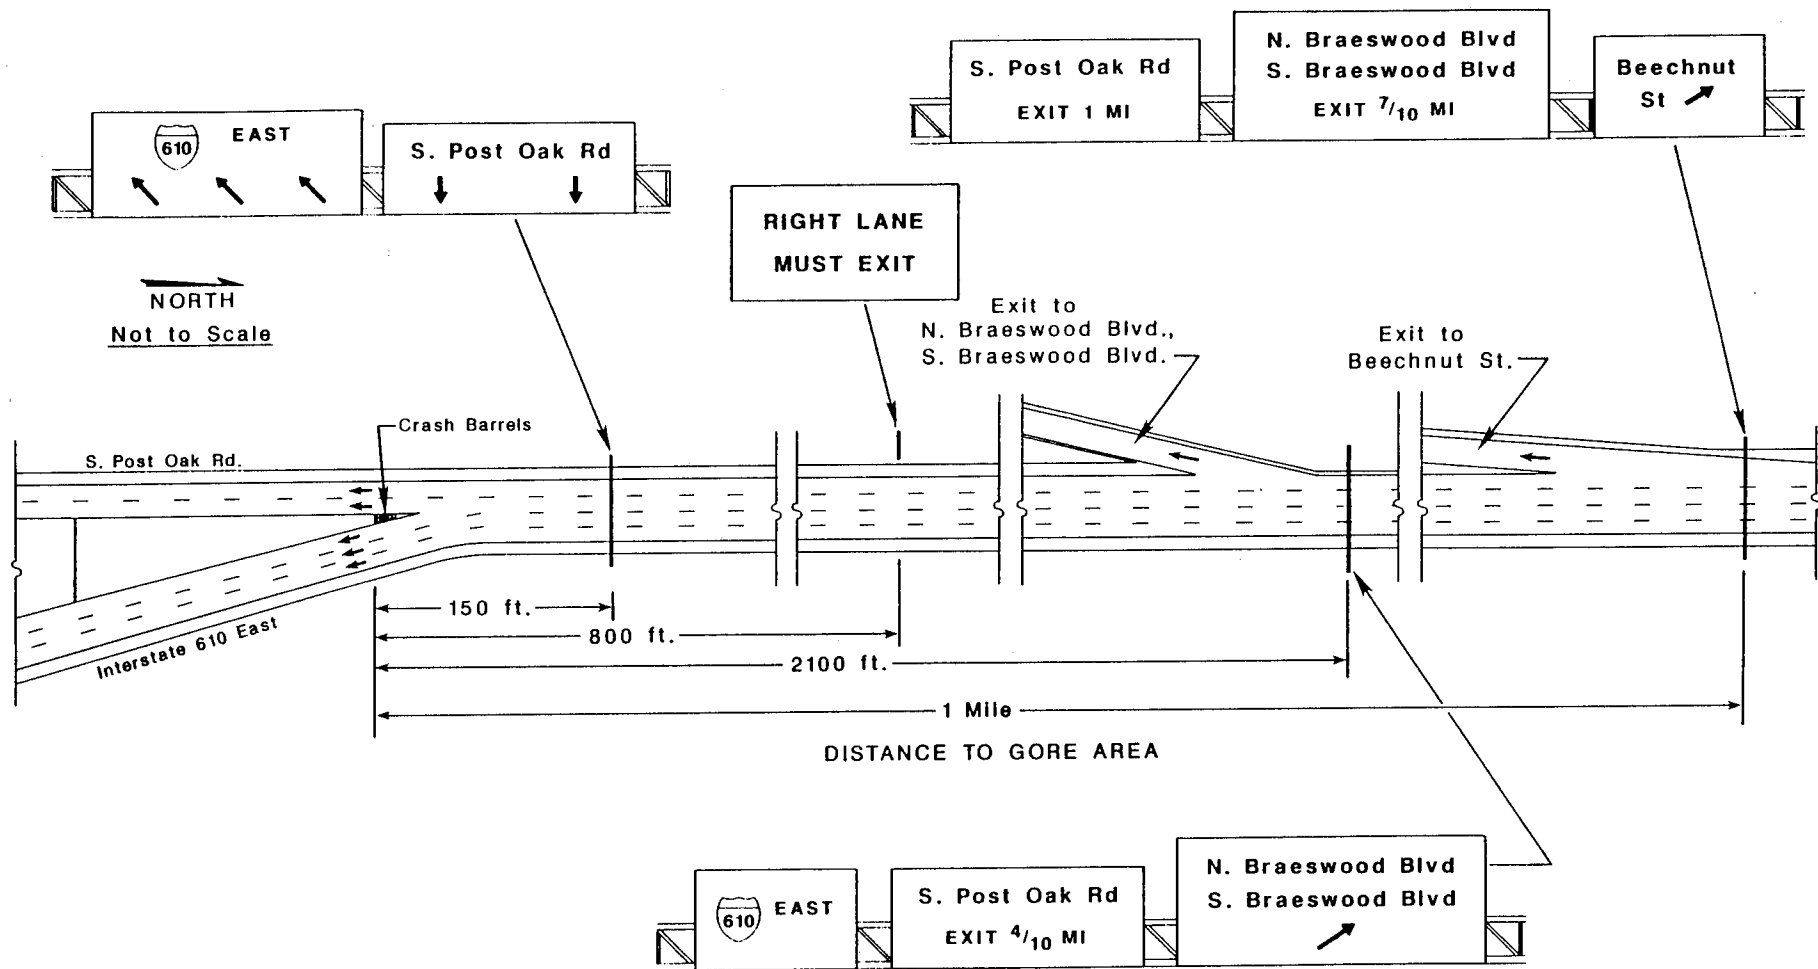 S. Post Oak Rd
EXIT 1 MI
N. Braeswood Blvd
S. Braeswood Blvd
EXIT 7/10 MI
Beechnut
St
610
EAST
S. Post Oak Rd
RIGHT LANE
MUST EXIT
NORTH
Not to Scale
Exit to
N. Braeswood Blvd.,
S. Braeswood Blvd.
Exit to
Beechnut St.
Crash Barrels
S. Post Oak Rd.
Interstate 610 East
150 ft.
800 ft.
2100 ft.
1 Mile
DISTANCE TO GORE AREA
610
EAST
S. Post Oak Rd
EXIT 4/10 MI
N. Braeswood Blvd
S. Braeswood Blvd